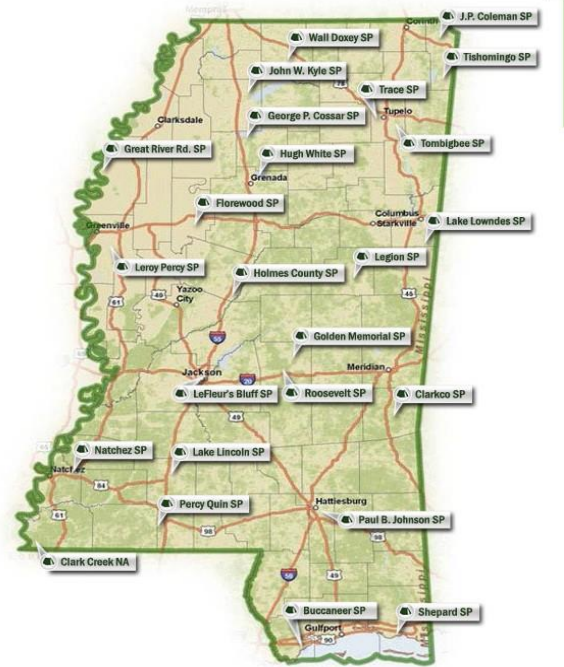 Memphis
Corinth
J.P. Coleman SP
Wall Doxey SP
Tishomingo SP
John W. Kyle SP
78
Trace SP
Tupelo
George P. Cossar SP
Clarksdale
Tombigbee SP
Great River Rd. SP
Hugh White SP
Grenada
Florewood SP
Columbus
Starkville
Lake Lowndes SP
Greenville
Legion SP
Leroy Percy SP
Holmes County SP
49
Yazoo
City
61
45
Mississippi
55
Golden Memorial SP
Jackson
Meridian
20
LeFleur's Bluff SP
Roosevelt SP
Clarkco SP
49
Natchez SP
Lake Lincoln SP
Natchez
84
Percy Quin SP
Hattiesburg
61
Paul B. Johnson SP
98
98
Clark Creek NA
59
49
Buccaneer SP
Shepard SP
Gulfport
90